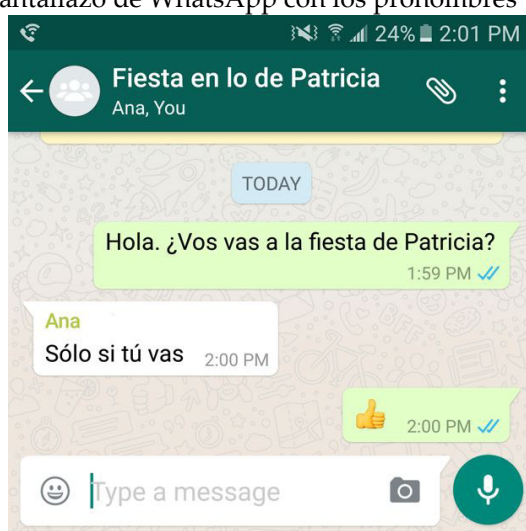 antallazo de WhatsApp con los pronombres
24% 2:01 PM
Fiesta en lo de Patricia
Ana, You
TODAY
Hola. ¿Vos vas a la fiesta de Patricia?
1:59 PM
Ana
Sólo si tú vas 2:00 PM
👍 2:00 PM
Type a message